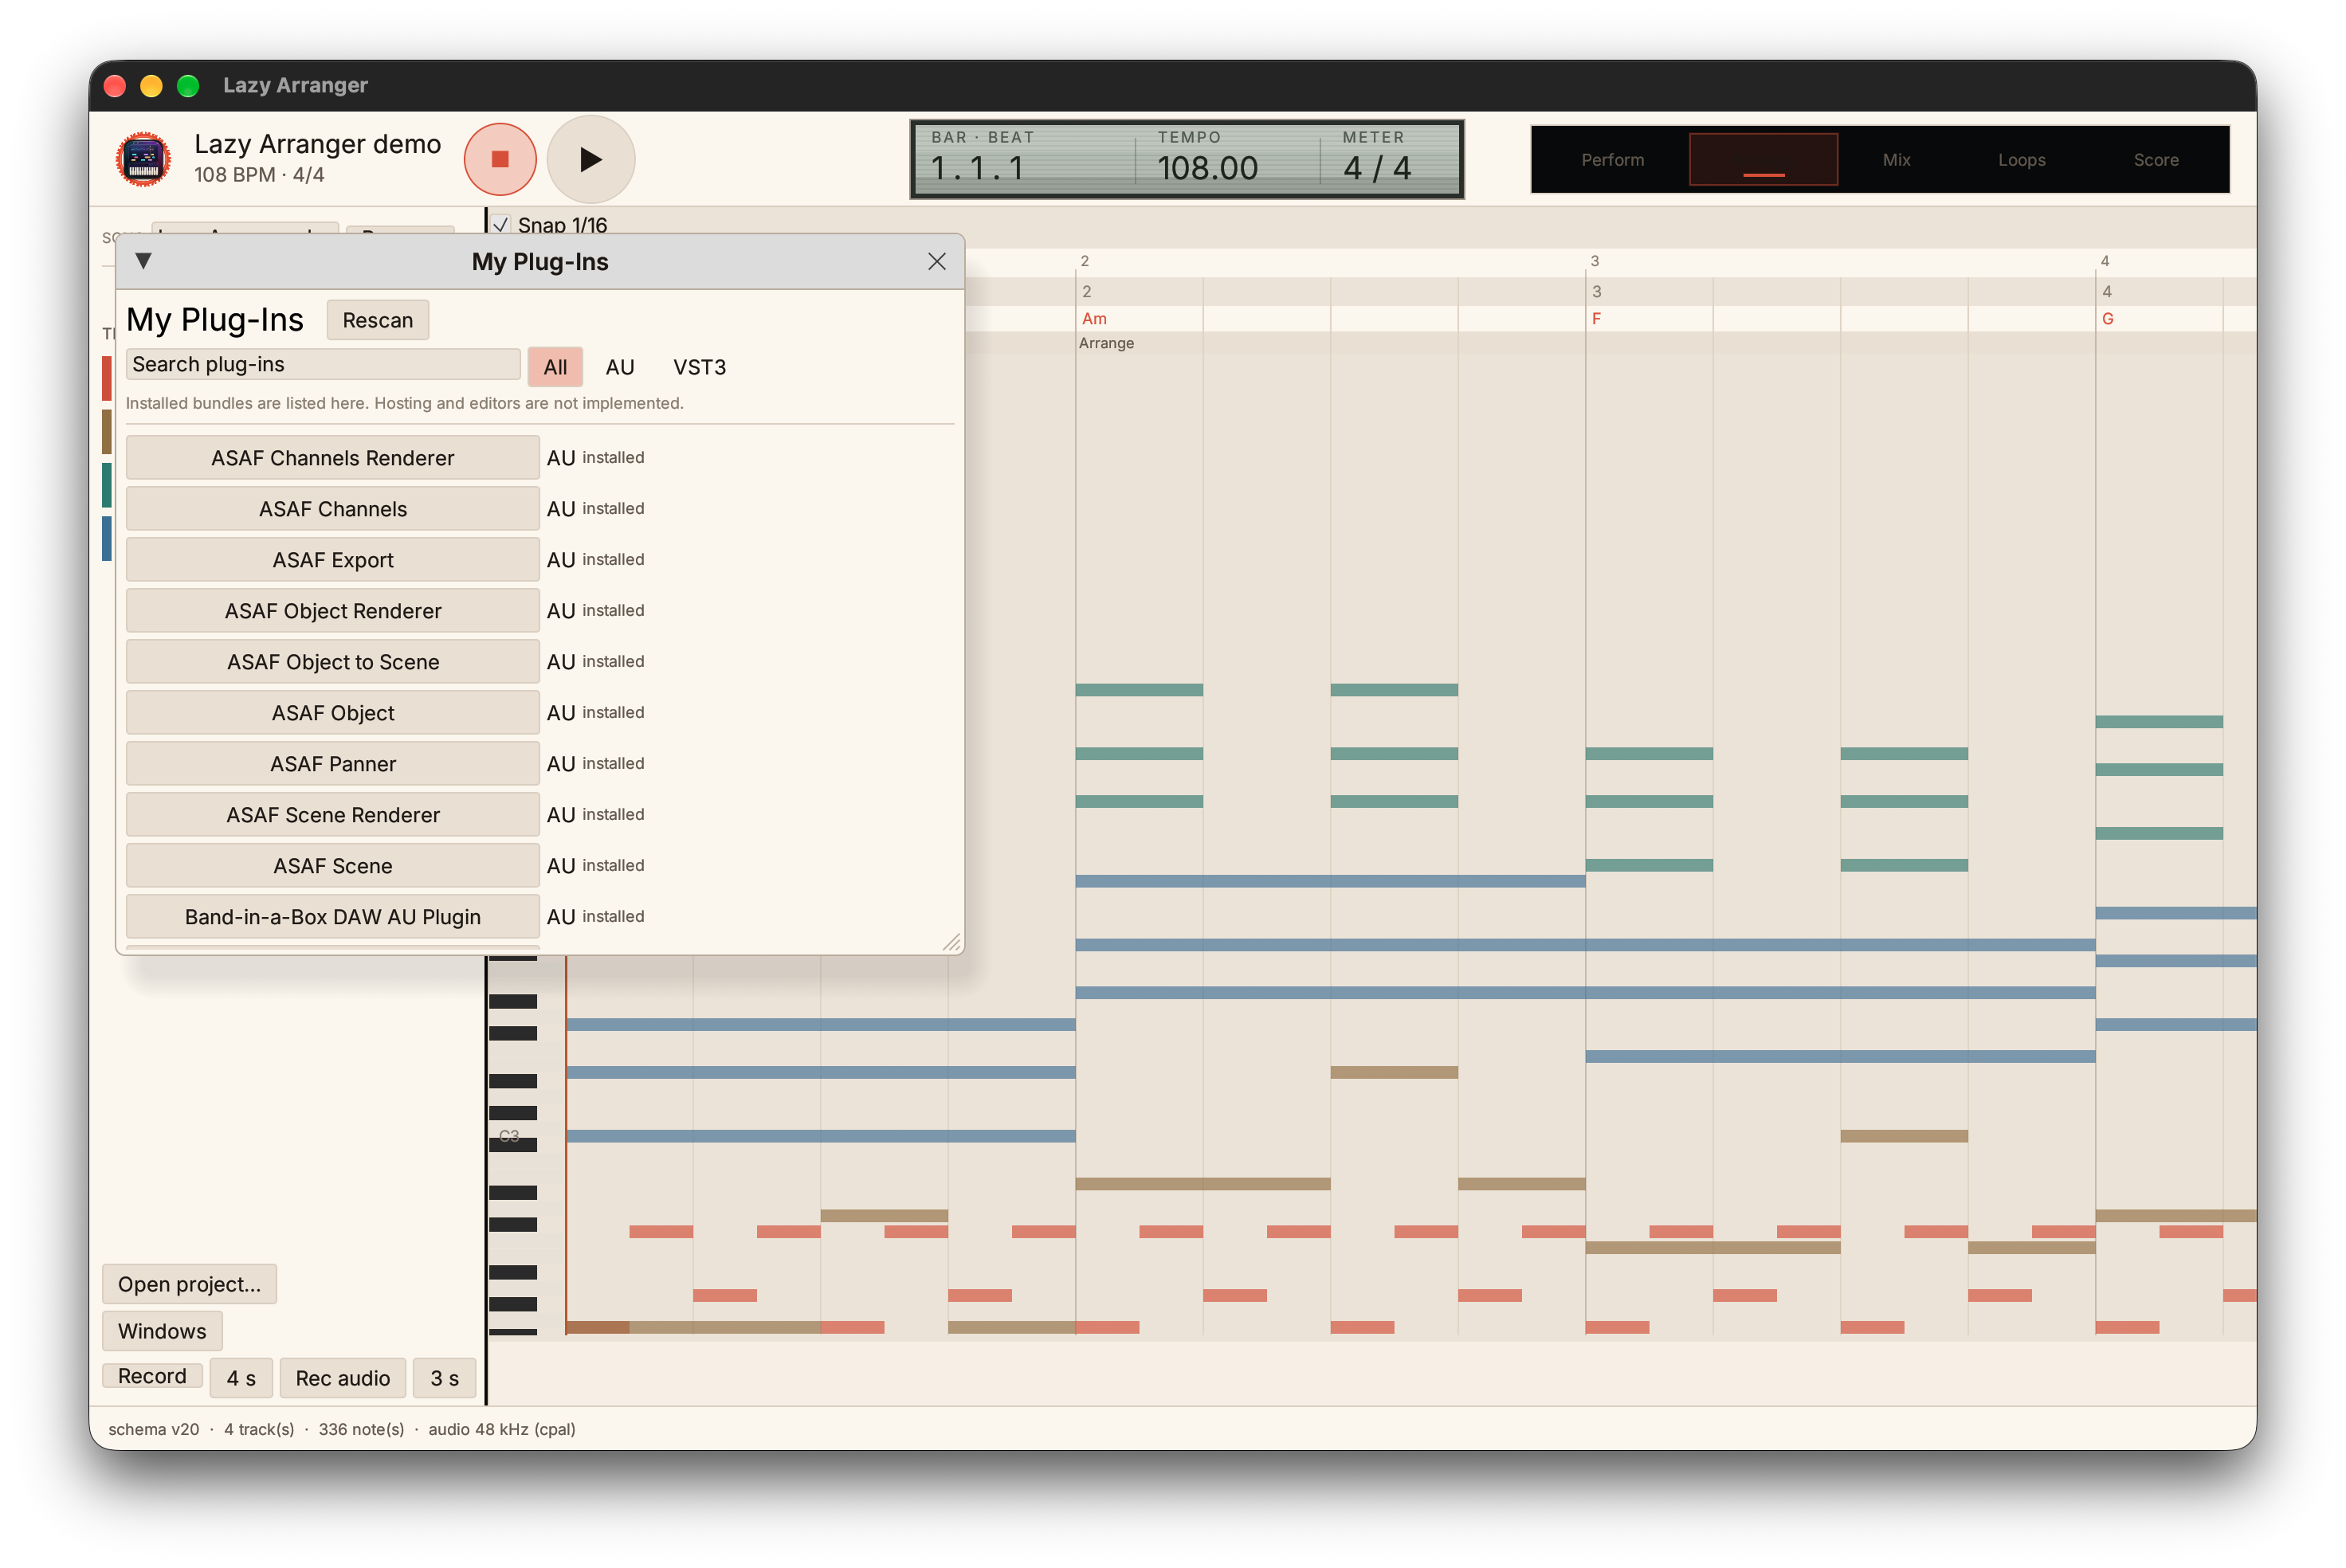 Lazy Arranger
Lazy Arranger demo
108 BPM · 4/4
BAR · BEAT TEMPO METER
1.1.1 108.00 4/4
Perform Mix Loops Score
Snap 1/16
My Plug-Ins
My Plug-Ins Rescan
Search plug-ins All AU VST3
Installed bundles are listed here. Hosting and editors are not implemented.
ASAF Channels Renderer AU installed
ASAF Channels AU installed
ASAF Export AU installed
ASAF Object Renderer AU installed
ASAF Object to Scene AU installed
ASAF Object AU installed
ASAF Panner AU installed
ASAF Scene Renderer AU installed
ASAF Scene AU installed
Band-in-a-Box DAW AU Plugin AU installed
2 3 4
2 3 4
Am F G
Arrange
C3
Open project...
Windows
Record 4 s Rec audio 3 s
schema v20 · 4 track(s) · 336 note(s) · audio 48 kHz (cpal)